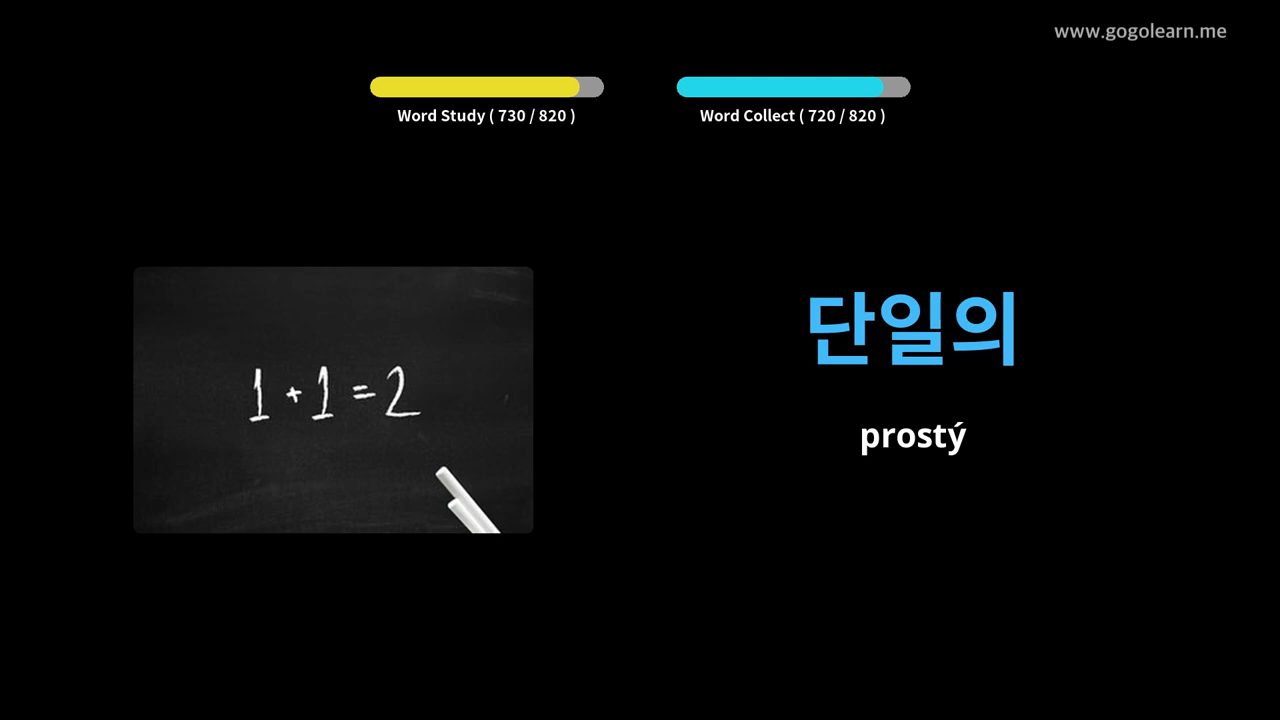 www.gogolearn.me
Word Study ( 730 / 820 )
Word Collect ( 720 / 820 )
1 + 1 = 2
단일의
prostý